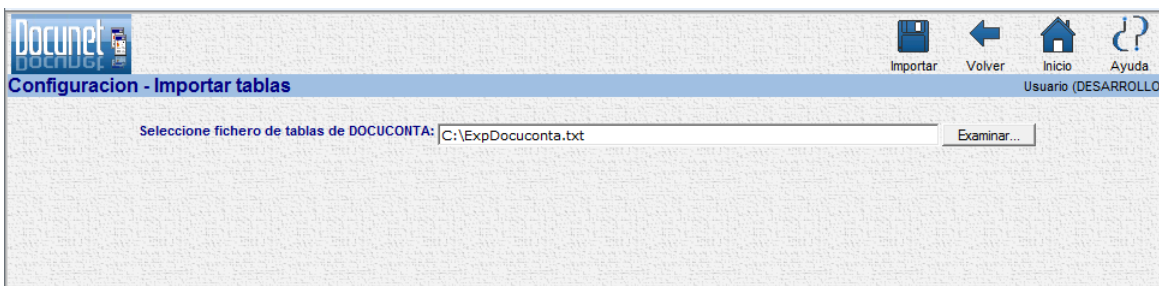 Docunet
Importar Volver Inicio Ayuda
Configuracion - Importar tablas Usuario (DESARROLLO
Seleccione fichero de tablas de DOCUCONTA: C:\ExpDocuconta.txt Examinar...